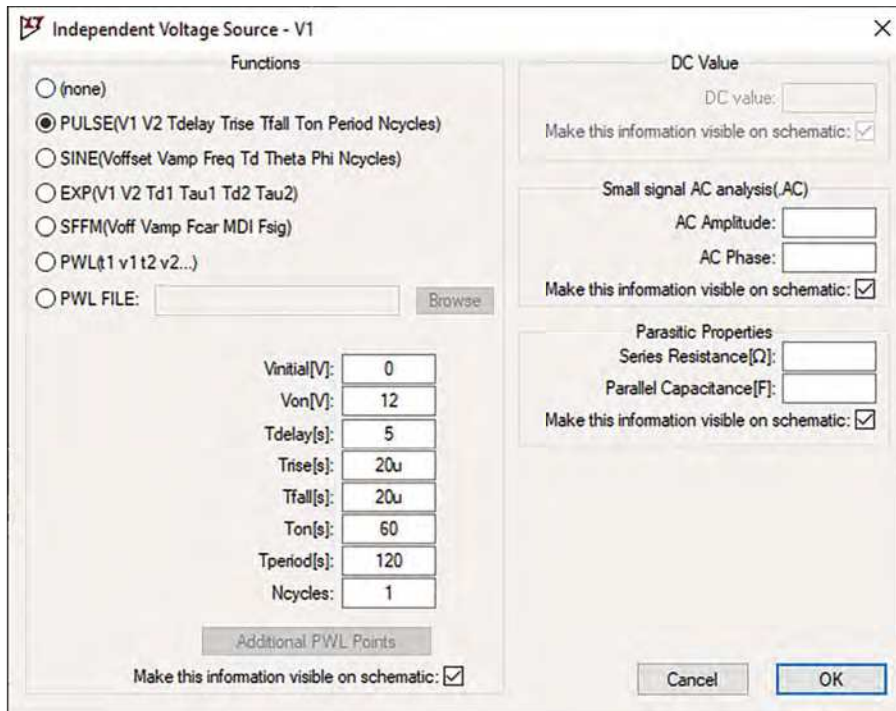 Independent Voltage Source - V1
Functions
(none)
PULSE(V1 V2 Tdelay Trise Tfall Ton Period Ncycles)
SINE(Voffset Vamp Freq Td Theta Phi Ncycles)
EXP(V1 V2 Td1 Tau1 Td2 Tau2)
SFFM(Voff Vamp Fcar MDI Fsig)
PWL(t1 v1 t2 v2...)
PWL FILE: Browse
Vinitial[V]: 0
Von[V]: 12
Tdelay[s]: 5
Trise[s]: 20u
Tfall[s]: 20u
Ton[s]: 60
Tperiod[s]: 120
Ncycles: 1
Additional PWL Points
Make this information visible on schematic:
DC Value
DC value:
Make this information visible on schematic:
Small signal AC analysis(.AC)
AC Amplitude:
AC Phase:
Make this information visible on schematic:
Parasitic Properties
Series Resistance[Ω]:
Parallel Capacitance[F]:
Make this information visible on schematic:
Cancel OK